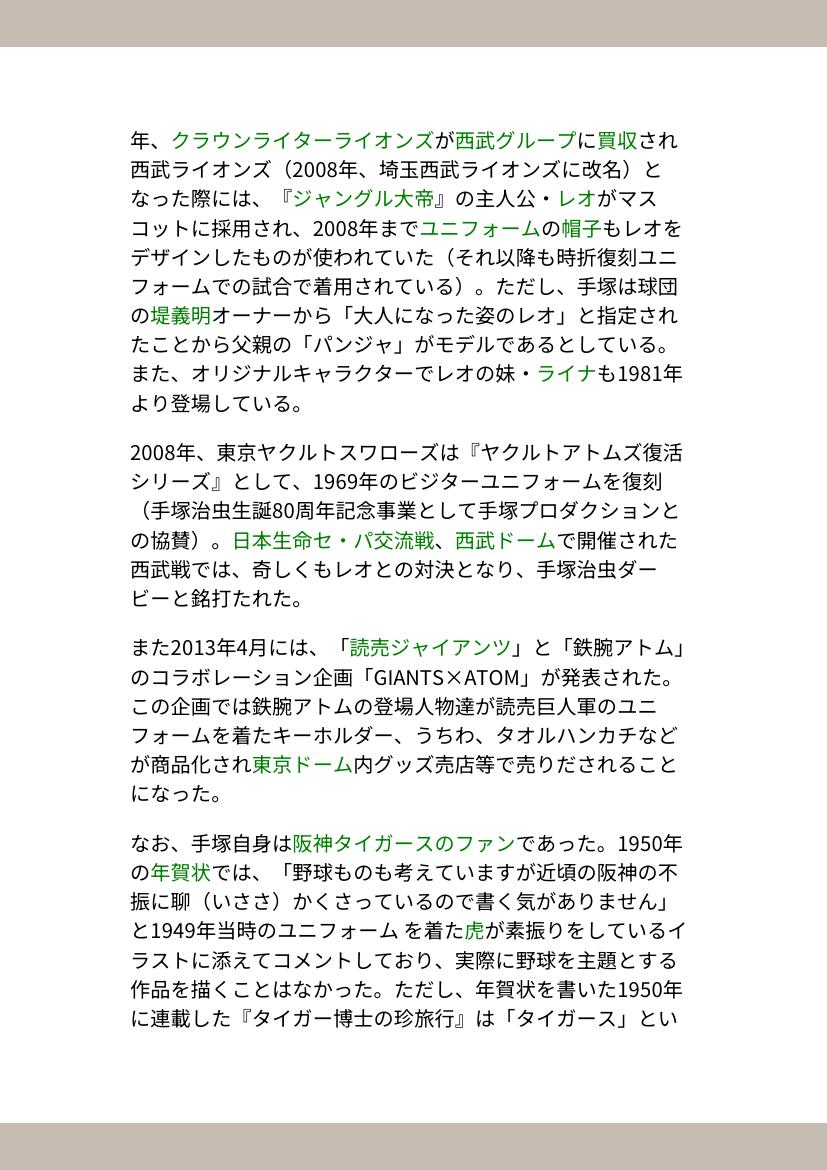 年、クラウンライターライオンズが西武グループに買収され
西武ライオンズ（2008年、埼玉西武ライオンズに改名）と
なった際には、『ジャングル大帝』の主人公・レオがマス
コットに採用され、2008年までユニフォームの帽子もレオを
デザインしたものが使われていた（それ以降も時折復刻ユニ
フォームでの試合で着用されている）。ただし、手塚は球団
の堤義明オーナーから「大人になった姿のレオ」と指定され
たことから父親の「パンジャ」がモデルであるとしている。
また、オリジナルキャラクターでレオの妹・ライナも1981年
より登場している。
2008年、東京ヤクルトスワローズは『ヤクルトアトムズ復活
シリーズ』として、1969年のビジターユニフォームを復刻
（手塚治虫生誕80周年記念事業として手塚プロダクションと
の協賛）。日本生命セ・パ交流戦、西武ドームで開催された
西武戦では、奇しくもレオとの対決となり、手塚治虫ダー
ビーと銘打たれた。
また2013年4月には、「読売ジャイアンツ」と「鉄腕アトム」
のコラボレーション企画「GIANTS×ATOM」が発表された。
この企画では鉄腕アトムの登場人物達が読売巨人軍のユニ
フォームを着たキーホルダー、うちわ、タオルハンカチなど
が商品化され東京ドーム内グッズ売店等で売りだされること
になった。
なお、手塚自身は阪神タイガースのファンであった。1950年
の年賀状では、「野球ものも考えていますが近頃の阪神の不
振に聊（いささ）かくさっているので書く気がありません」
と1949年当時のユニフォーム を着た虎が素振りをしているイ
ラストに添えてコメントしており、実際に野球を主題とする
作品を描くことはなかった。ただし、年賀状を書いた1950年
に連載した『タイガー博士の珍旅行』は「タイガース」とい